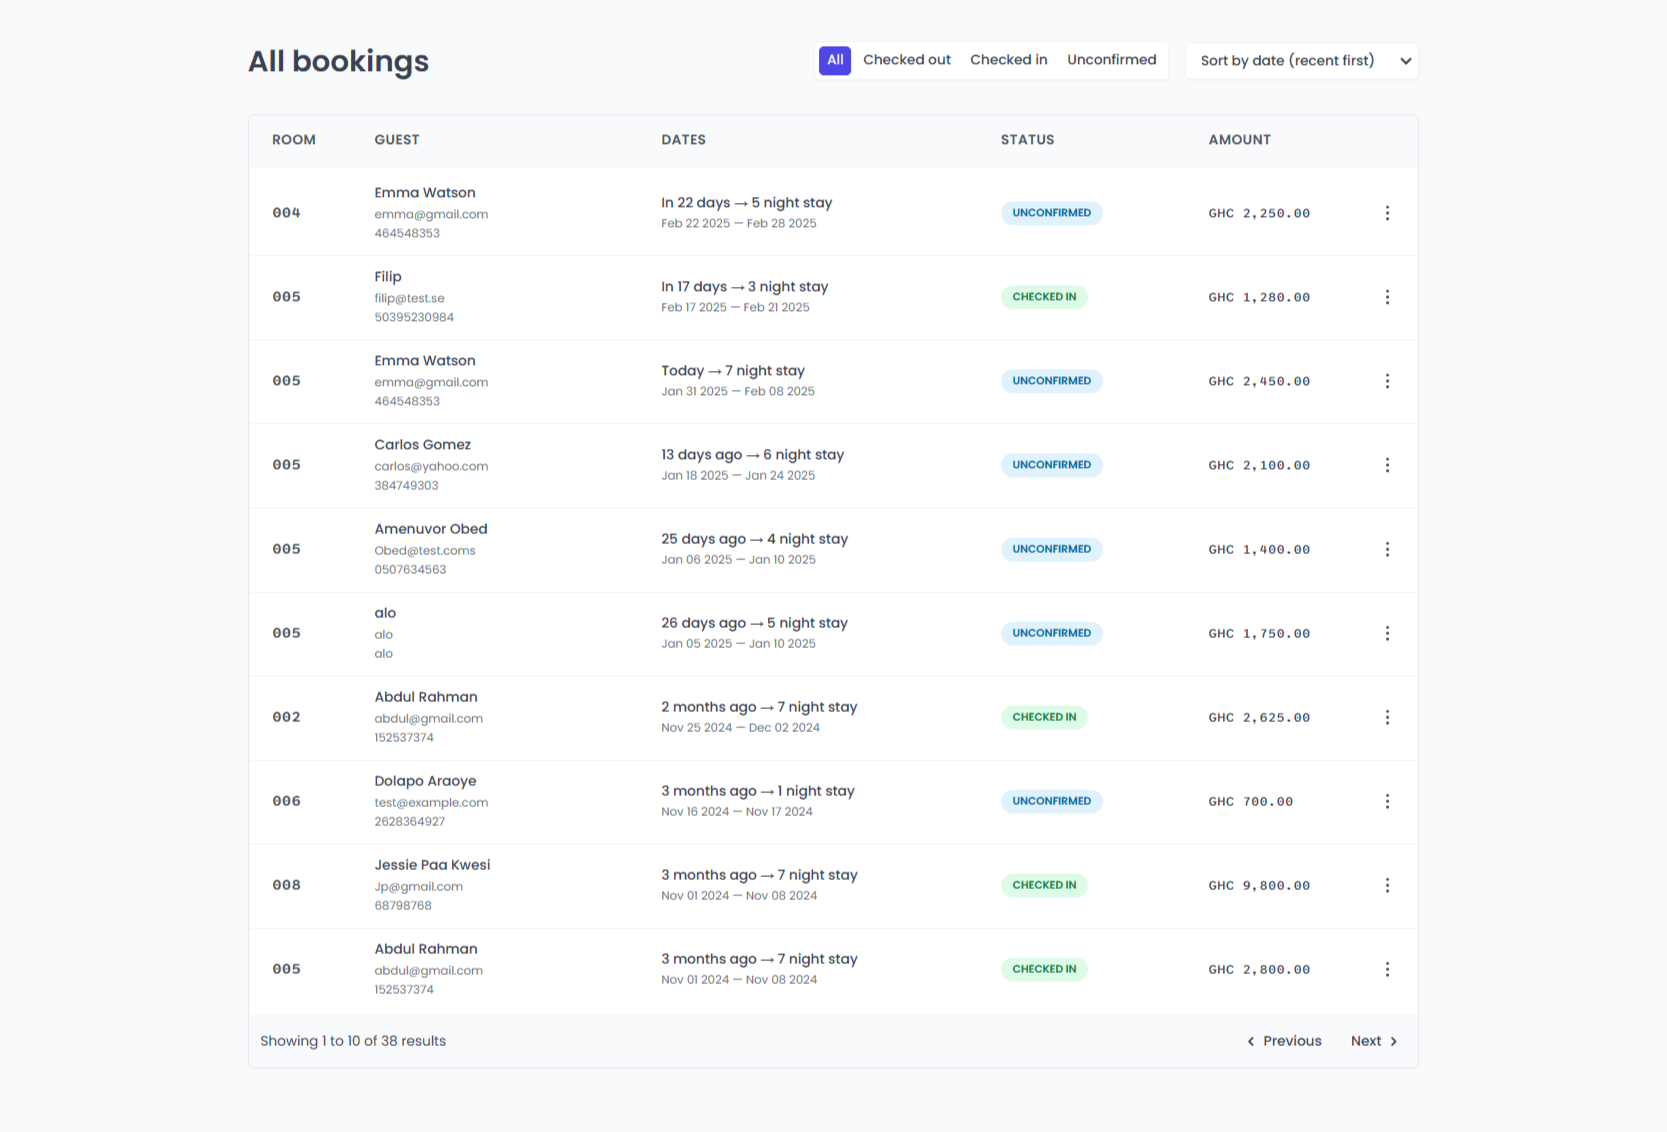 All bookings
All Checked out Checked in Unconfirmed
Sort by date (recent first)
ROOM GUEST DATES STATUS AMOUNT
004
Emma Watson
emma@gmail.com
464548353
In 22 days → 5 night stay
Feb 22 2025 — Feb 28 2025
UNCONFIRMED
GHC 2,250.00
005
Filip
filip@test.se
50395230984
In 17 days → 3 night stay
Feb 17 2025 — Feb 21 2025
CHECKED IN
GHC 1,280.00
005
Emma Watson
emma@gmail.com
464548353
Today → 7 night stay
Jan 31 2025 — Feb 08 2025
UNCONFIRMED
GHC 2,450.00
005
Carlos Gomez
carlos@yahoo.com
384749303
13 days ago → 6 night stay
Jan 18 2025 — Jan 24 2025
UNCONFIRMED
GHC 2,100.00
005
Amenuvor Obed
Obed@test.coms
0507634563
25 days ago → 4 night stay
Jan 06 2025 — Jan 10 2025
UNCONFIRMED
GHC 1,400.00
005
alo
alo
alo
26 days ago → 5 night stay
Jan 05 2025 — Jan 10 2025
UNCONFIRMED
GHC 1,750.00
002
Abdul Rahman
abdul@gmail.com
152537374
2 months ago → 7 night stay
Nov 25 2024 — Dec 02 2024
CHECKED IN
GHC 2,625.00
006
Dolapo Araoye
test@example.com
2628364927
3 months ago → 1 night stay
Nov 16 2024 — Nov 17 2024
UNCONFIRMED
GHC 700.00
008
Jessie Paa Kwesi
Jp@gmail.com
68798768
3 months ago → 7 night stay
Nov 01 2024 — Nov 08 2024
CHECKED IN
GHC 9,800.00
005
Abdul Rahman
abdul@gmail.com
152537374
3 months ago → 7 night stay
Nov 01 2024 — Nov 08 2024
CHECKED IN
GHC 2,800.00
Showing 1 to 10 of 38 results
Previous Next